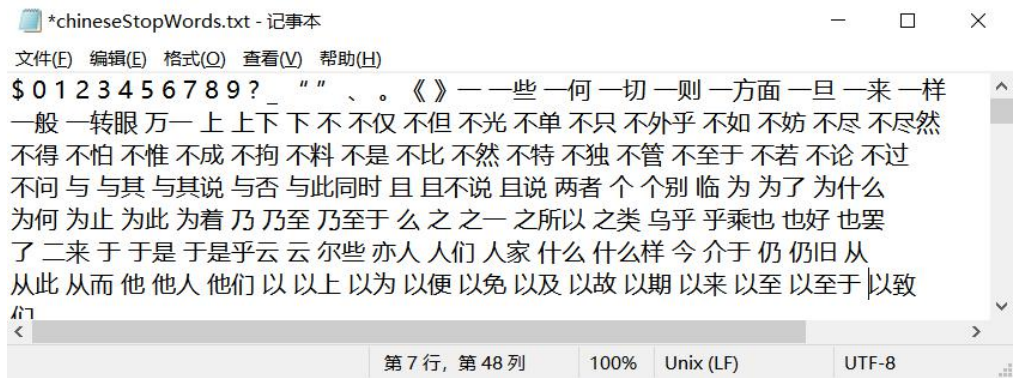 *chineseStopWords.txt - 记事本
文件(F) 编辑(E) 格式(O) 查看(V) 帮助(H)
$ 0 1 2 3 4 5 6 7 8 9 ? _ “ ” 、 。 《 》 一 一些 一何 一切 一则 一方面 一旦 一来 一样
一般 一转眼 万一 上 上下 下 不 不仅 不但 不光 不单 不只 不外乎 不如 不妨 不尽 不尽然
不得 不怕 不惟 不成 不拘 不料 不是 不比 不然 不特 不独 不管 不至于 不若 不论 不过
不问 与 与其 与其说 与否 与此同时 且 且不说 且说 两者 个 个别 临 为 为了 为什么
为何 为止 为此 为着 乃 乃至 乃至于 么 之 之一 之所以 之类 乌乎 乎乘也 也好 也罢
了 二来 于 于是 于是乎云 云 尔些 亦人 人们 人家 什么 什么样 今 介于 仍 仍旧 从
从此 从而 他 他人 他们 以 以上 以为 以便 以免 以及 以故 以期 以来 以至 以至于 以致
们
第 7 行，第 48 列 100% Unix (LF) UTF-8